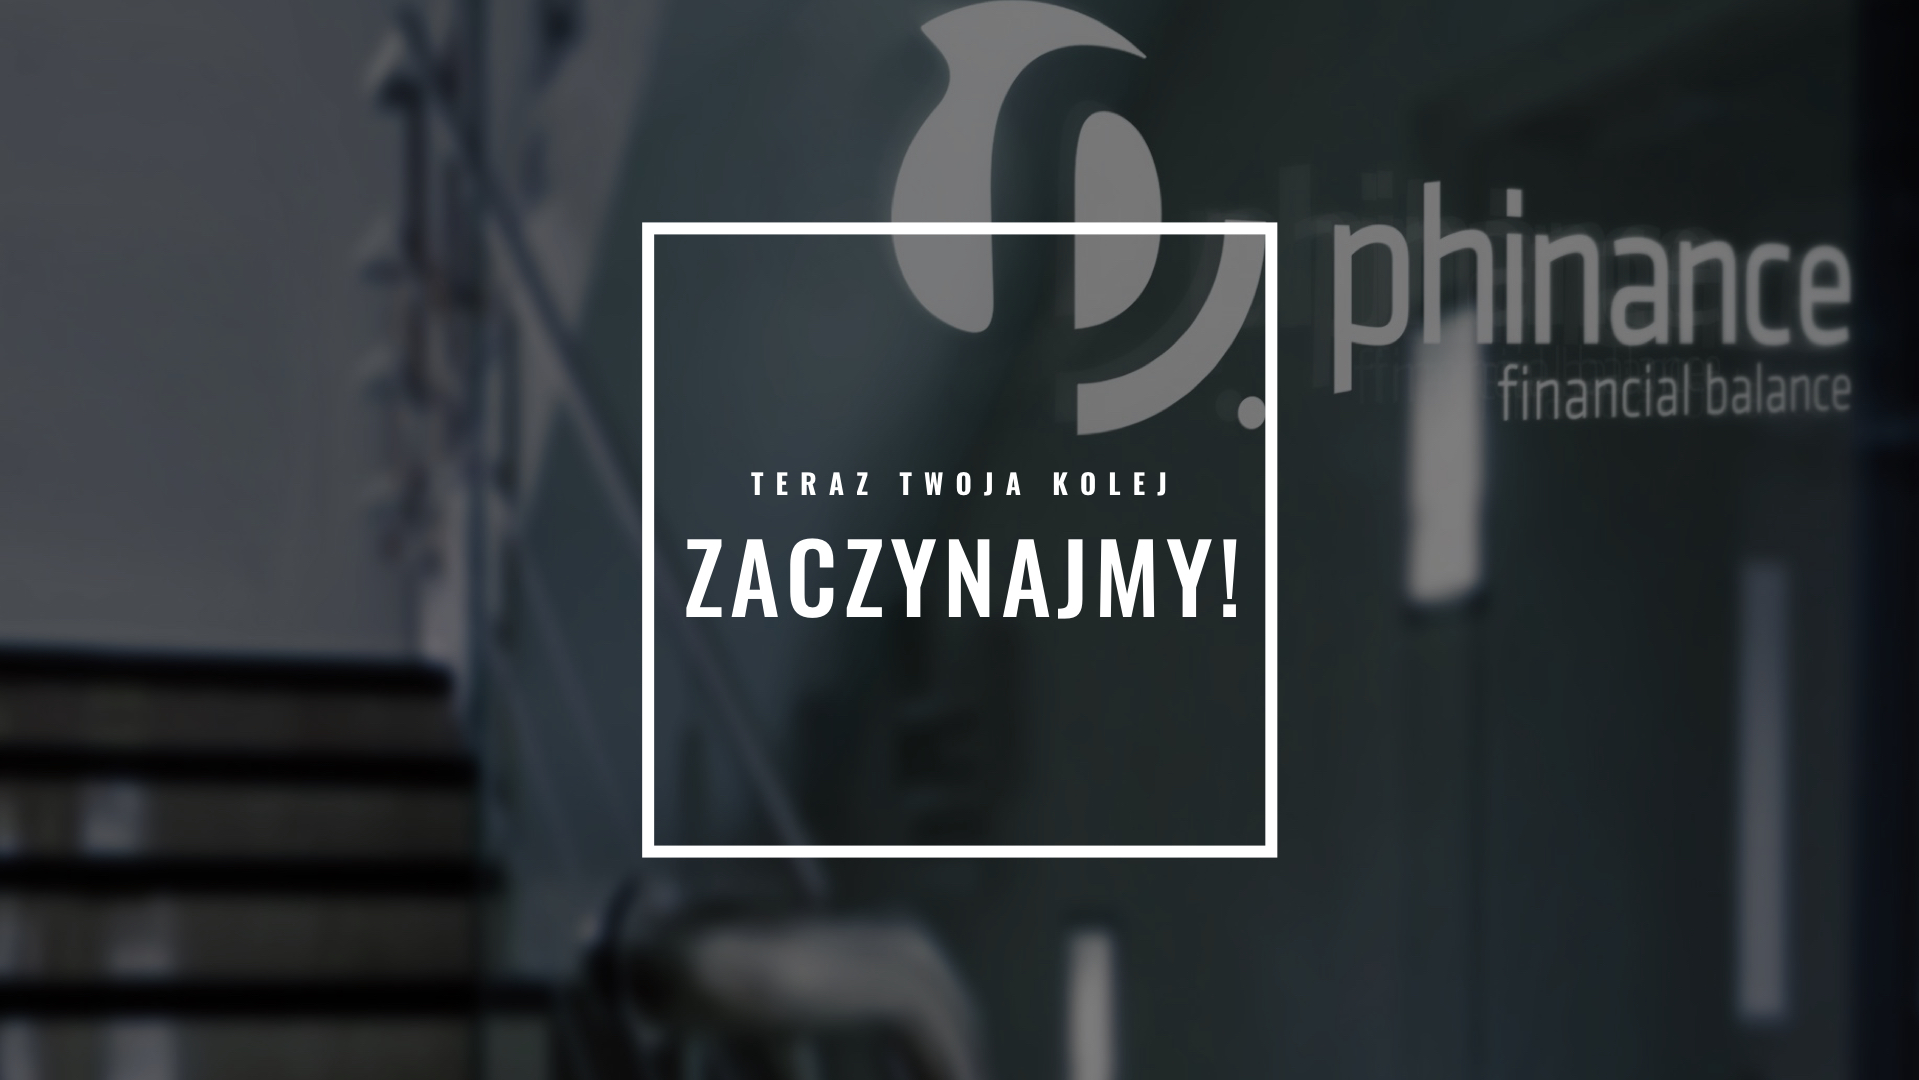 phinance
financial balance
TERAZ TWOJA KOLEJ
ZACZYNAJMY!